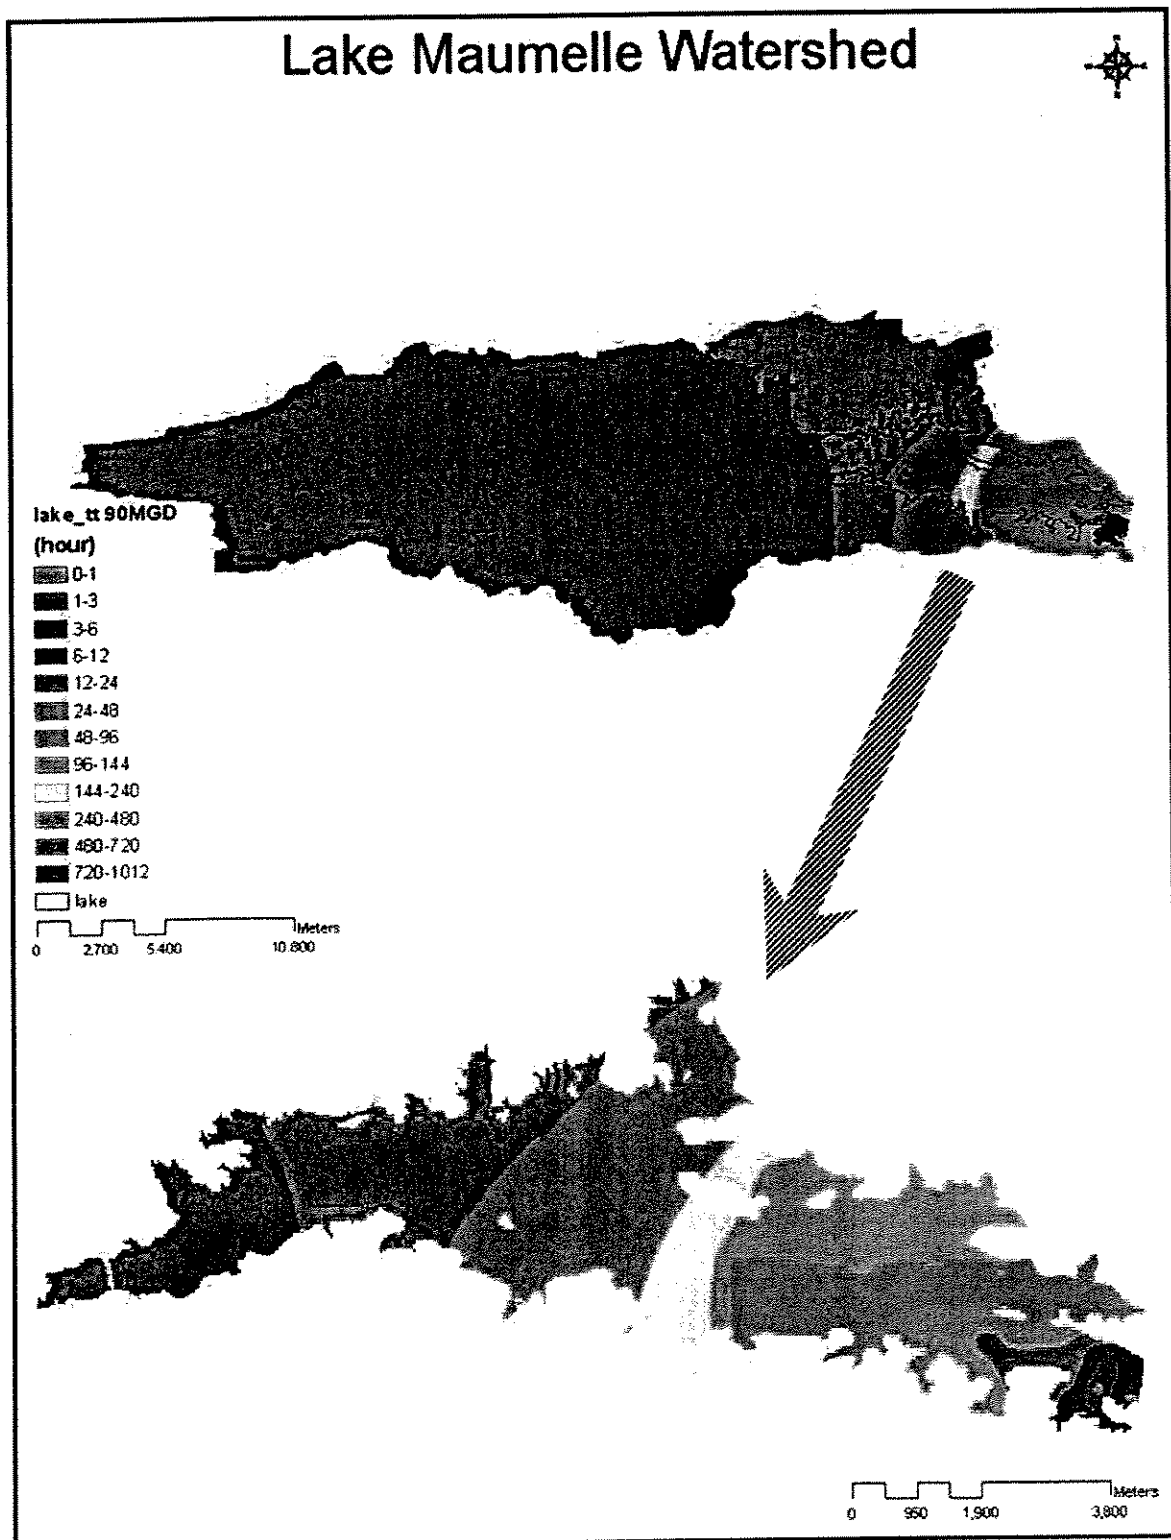 Lake Maumelle Watershed
lake_tt 90MGD
(hour)
0-1
1-3
3-6
6-12
12-24
24-48
48-96
96-144
144-240
240-480
480-720
720-1012
lake
Meters
0 2,700 5,400 10,800
Meters
0 950 1,900 3,800